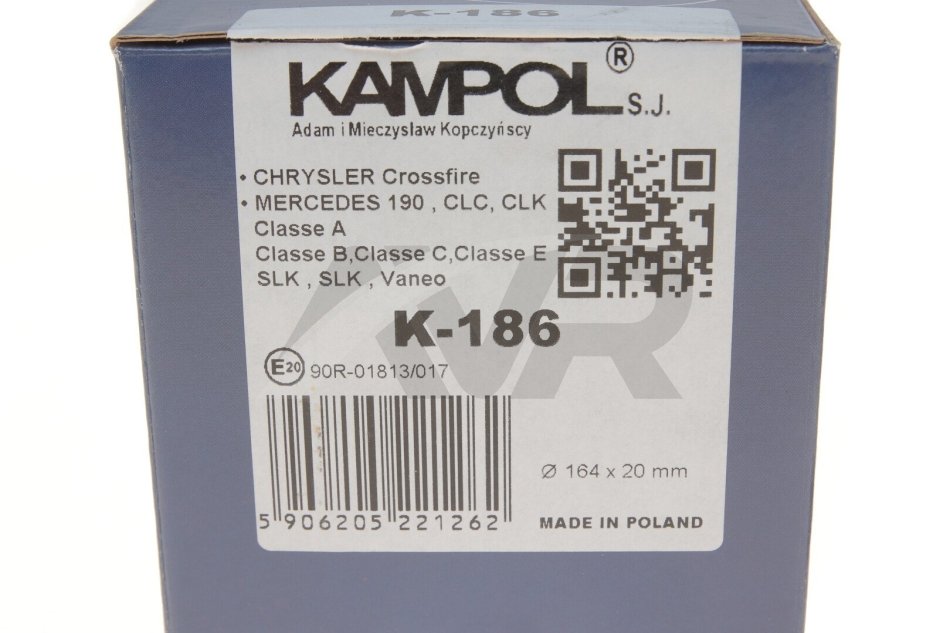 K-186
KAMPOL® S.J.
Adam i Mieczysław Kopczyńscy
• CHRYSLER Crossfire
• MERCEDES 190 , CLC, CLK
Classe A
Classe B,Classe C,Classe E
SLK , SLK , Vaneo
K-186
E20 90R-01813/017
Ø 164 x 20 mm
5 906205 221262
MADE IN POLAND